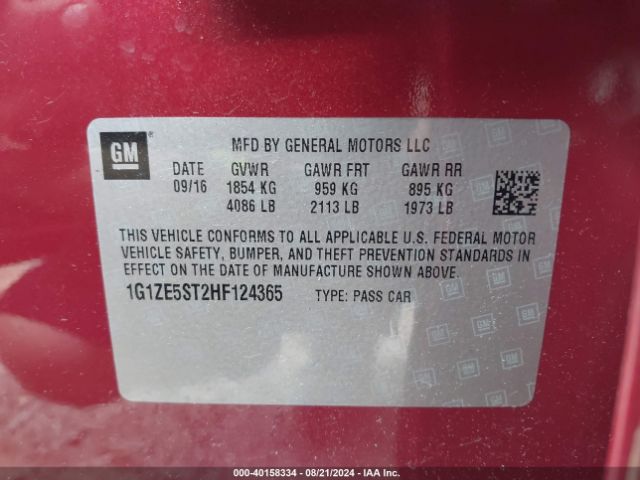 GM ®
MFD BY GENERAL MOTORS LLC
DATE GVWR GAWR FRT GAWR RR
09/16 1854 KG 959 KG 895 KG
4086 LB 2113 LB 1973 LB
THIS VEHICLE CONFORMS TO ALL APPLICABLE U.S. FEDERAL MOTOR
VEHICLE SAFETY, BUMPER, AND THEFT PREVENTION STANDARDS IN
EFFECT ON THE DATE OF MANUFACTURE SHOWN ABOVE.
1G1ZE5ST2HF124365 TYPE: PASS CAR
000-40158334 | 08/21/2024 | IAA Inc.